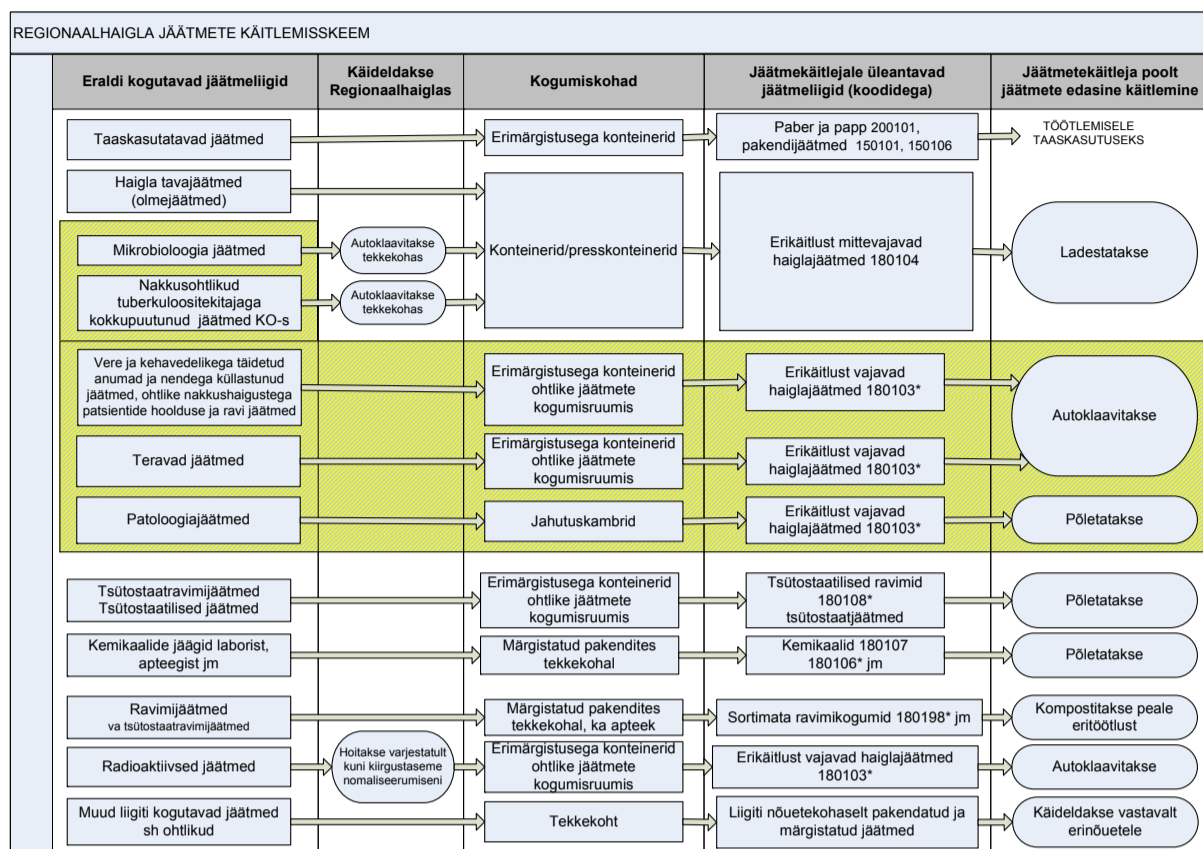 REGIONAALHAIGLA JÄÄTMETE KÄITLEMISSKEEM
Eraldi kogutavad jäätmeliigid
Käideldakse
Regionaalhaiglas
Kogumiskohad
Jäätmekäitlejale üleantavad
jäätmeliigid (koodidega)
Jäätmetekäitleja poolt
jäätmete edasine käitlemine
Taaskasutatavad jäätmed
Erimärgistusega konteinerid
Paber ja papp 200101,
pakendijäätmed 150101, 150106
TÖÖTLEMISELE
TAASKASUTUSEKS
Haigla tavajäätmed
(olmejäätmed)
Mikrobioloogia jäätmed
Autoklaavitakse
tekkekohas
Nakkusohtlikud
tuberkuloositekitajaga
kokkupuutunud jäätmed KO-s
Autoklaavitakse
tekkekohas
Konteinerid/presskonteinerid
Erikäitlust mittevajavad
haiglajäätmed 180104
Ladestatakse
Vere ja kehavedelikega täidetud
anumad ja nendega küllastunud
jäätmed, ohtlike nakkushaigustega
patsientide hoolduse ja ravi jäätmed
Erimärgistusega konteinerid
ohtlike jäätmete
kogumisruumis
Erikäitlust vajavad
haiglajäätmed 180103*
Autoklaavitakse
Teravad jäätmed
Erimärgistusega konteinerid
ohtlike jäätmete
kogumisruumis
Erikäitlust vajavad
haiglajäätmed 180103*
Patoloogiajäätmed
Jahutuskambrid
Erikäitlust vajavad
haiglajäätmed 180103*
Põletatakse
Tsütostaatravimijäätmed
Tsütostaatilised jäätmed
Erimärgistusega konteinerid
ohtlike jäätmete
kogumisruumis
Tsütostaatilised ravimid
180108*
tsütostaatjäätmed
Põletatakse
Kemikaalide jäägid laborist,
apteegist jm
Märgistatud pakendites
tekkekohal
Kemikaalid 180107
180106* jm
Põletatakse
Ravimijäätmed
va tsütostaatravimijäätmed
Märgistatud pakendites
tekkekohal, ka apteek
Sortimata ravimikogumid 180198* jm
Kompostitakse peale
eritöötlust
Radioaktiivsed jäätmed
Hoitakse varjestatult
kuni kiirgustaseme
nomaliseerumiseni
Erimärgistusega konteinerid
ohtlike jäätmete
kogumisruumis
Erikäitlust vajavad haiglajäätmed
180103*
Autoklaavitakse
Muud liigiti kogutavad jäätmed
sh ohtlikud
Tekkekoht
Liigiti nõuetekohaselt pakendatud ja
märgistatud jäätmed
Käideldakse vastavalt
erinõuetele